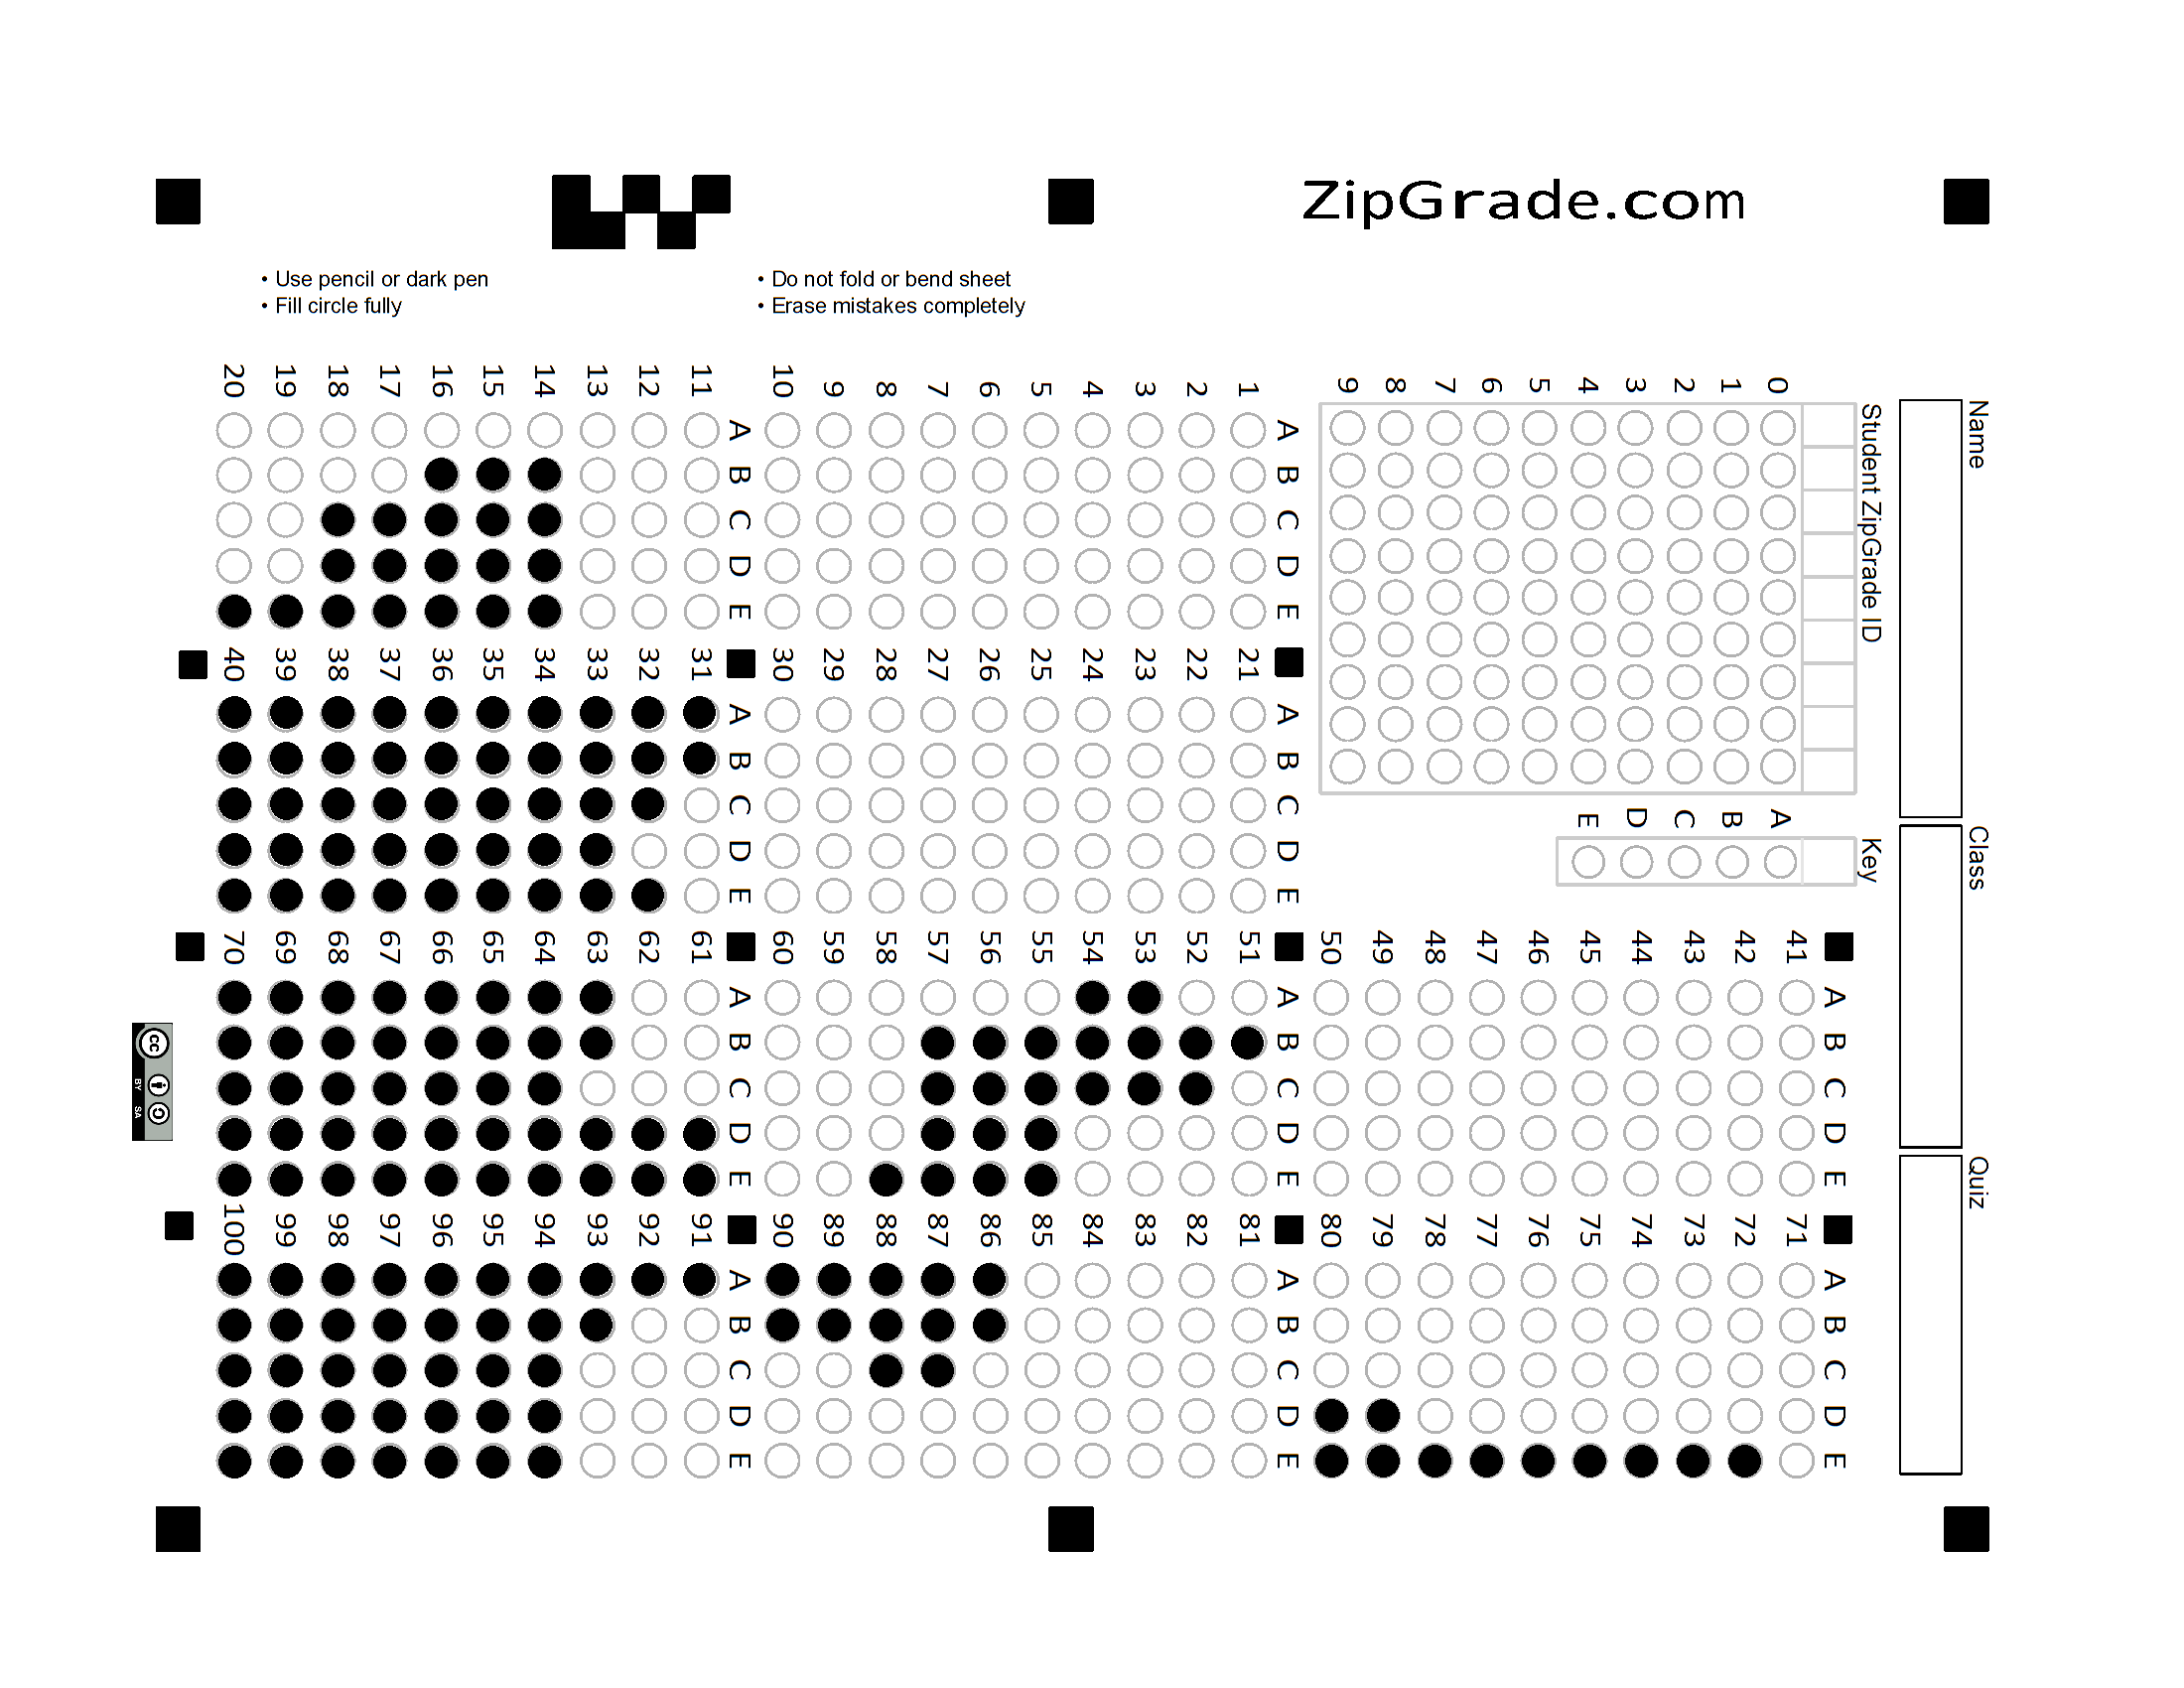 ZipGrade.com
• Use pencil or dark pen
• Fill circle fully
• Do not fold or bend sheet
• Erase mistakes completely
Name Class Quiz
Student ZipGrade ID Key
0 A
1 B
2 C
3 D
4 E
5
6
7
8
9
A B C D E A B C D E
41 71
42 72
43 73
44 74
45 75
46 76
47 77
48 78
49 79
50 80
A B C D E A B C D E A B C D E A B C D E
1 21 51 81
2 22 52 82
3 23 53 83
4 24 54 84
5 25 55 85
6 26 56 86
7 27 57 87
8 28 58 88
9 29 59 89
10 30 60 90
A B C D E A B C D E A B C D E A B C D E
11 31 61 91
12 32 62 92
13 33 63 93
14 34 64 94
15 35 65 95
16 36 66 96
17 37 67 97
18 38 68 98
19 39 69 99
20 40 70 100
cc BY SA